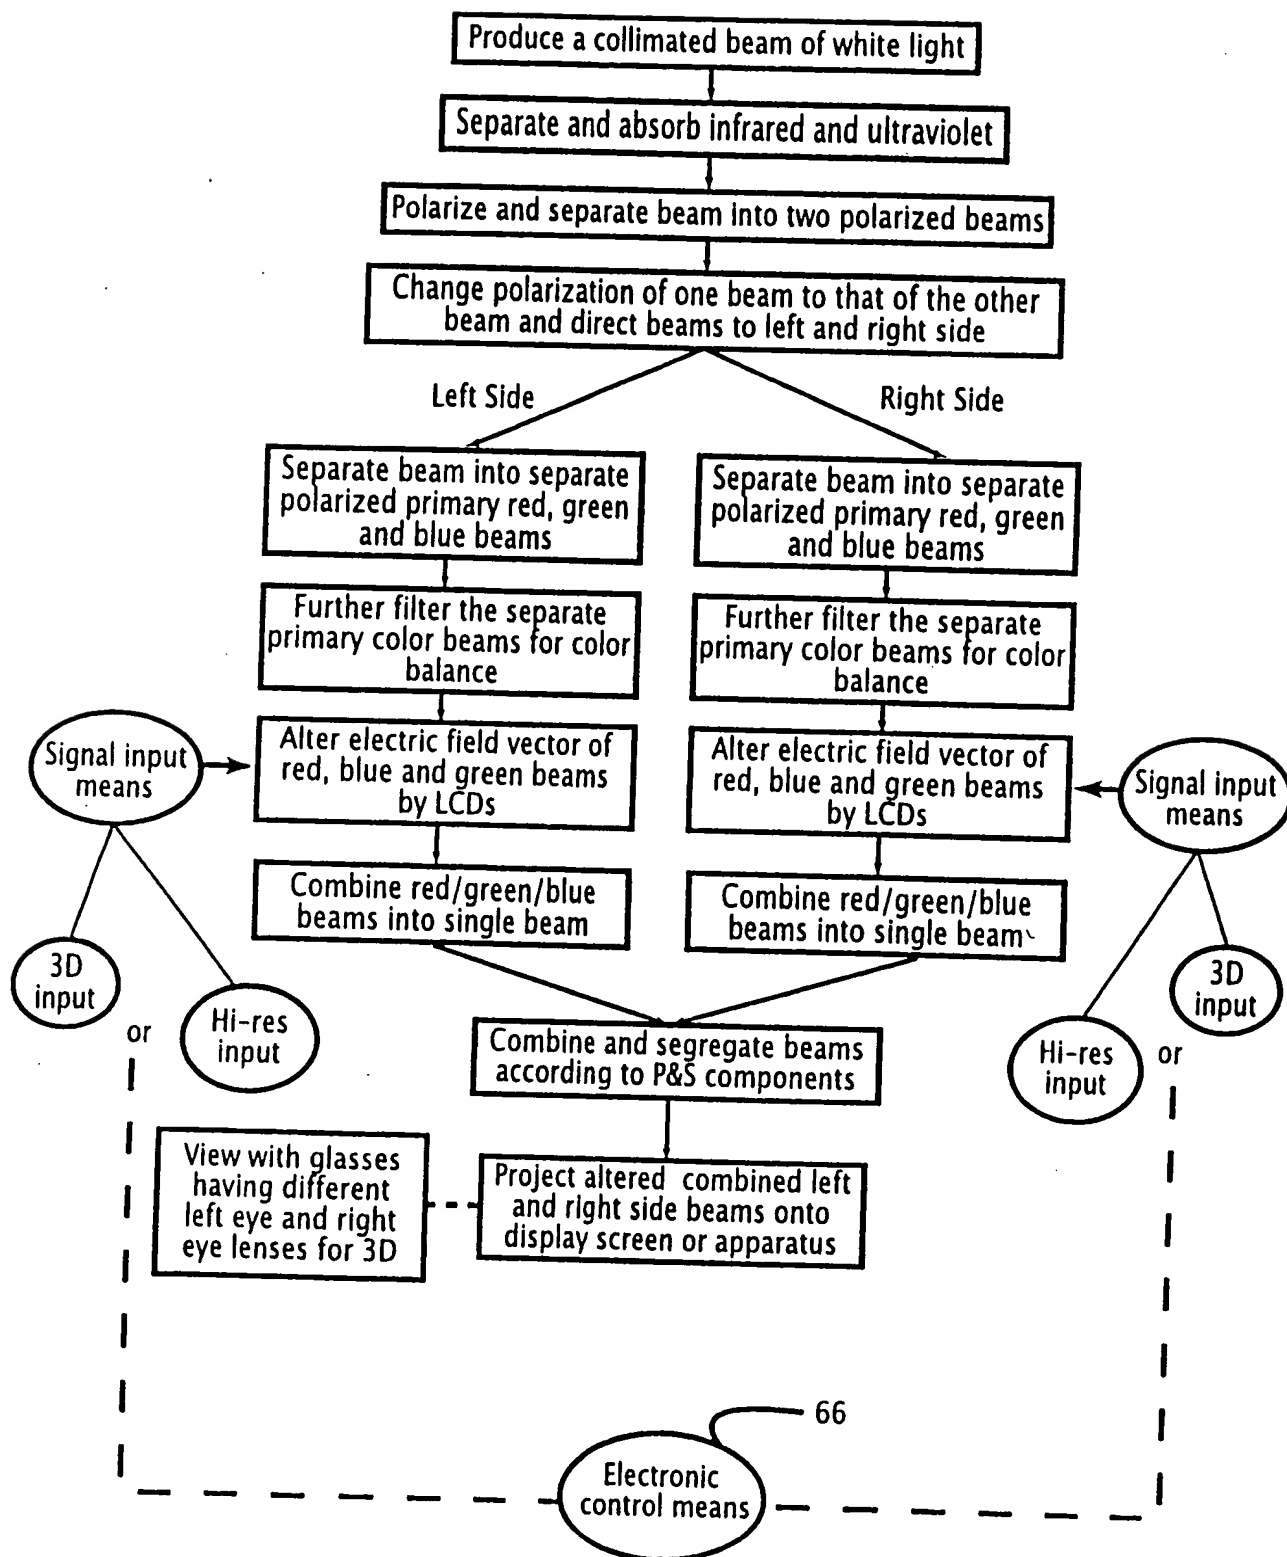 Produce a collimated beam of white light
Separate and absorb infrared and ultraviolet
Polarize and separate beam into two polarized beams
Change polarization of one beam to that of the other
beam and direct beams to left and right side
Left Side
Right Side
Separate beam into separate
polarized primary red, green
and blue beams
Separate beam into separate
polarized primary red, green
and blue beams
Further filter the separate
primary color beams for color
balance
Further filter the separate
primary color beams for color
balance
Signal input
means
Alter electric field vector of
red, blue and green beams
by LCDs
Alter electric field vector of
red, blue and green beams
by LCDs
Signal input
means
Combine red/green/blue
beams into single beam
Combine red/green/blue
beams into single beam
3D
input
or
Hi-res
input
Hi-res
input
or
3D
input
Combine and segregate beams
according to P&S components
View with glasses
having different
left eye and right
eye lenses for 3D
Project altered combined left
and right side beams onto
display screen or apparatus
66
Electronic
control means